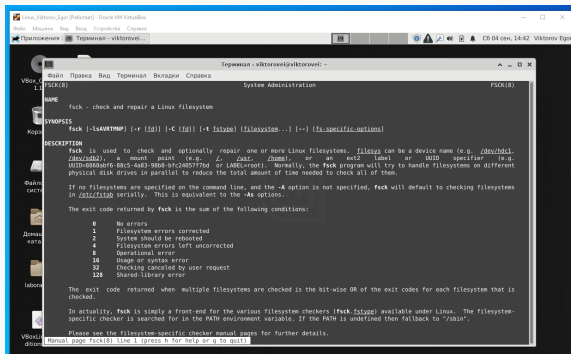 Linux_Viktorov_Egor [Работает] - Oracle VM VirtualBox
Файл Машина Вид Ввод Устройства Справка
Приложения Терминал - viktorovei... Сб 04 сен, 14:42 Viktorov Egor
Терминал - viktorovei@viktorovei: ~
Файл Правка Вид Терминал Вкладки Справка
FSCK(8) System Administration FSCK(8)
NAME
fsck - check and repair a Linux filesystem
SYNOPSIS
fsck [-lsAVRTMNP] [-r [fd]] [-C [fd]] [-t fstype] [filesystem...] [--] [fs-specific-options]
DESCRIPTION
fsck is used to check and optionally repair one or more Linux filesystems. filesys can be a device name (e.g. /dev/hdc1,
/dev/sdb2), a mount point (e.g. /, /usr, /home), or an ext2 label or UUID specifier (e.g.
UUID=8868abf6-88c5-4a83-98b8-bfc24057f7bd or LABEL=root). Normally, the fsck program will try to handle filesystems on different
physical disk drives in parallel to reduce the total amount of time needed to check all of them.
If no filesystems are specified on the command line, and the -A option is not specified, fsck will default to checking filesystems
in /etc/fstab serially. This is equivalent to the -As options.
The exit code returned by fsck is the sum of the following conditions:
0 No errors
1 Filesystem errors corrected
2 System should be rebooted
4 Filesystem errors left uncorrected
8 Operational error
16 Usage or syntax error
32 Checking canceled by user request
128 Shared-library error
The exit code returned when multiple filesystems are checked is the bit-wise OR of the exit codes for each filesystem that is
checked.
In actuality, fsck is simply a front-end for the various filesystem checkers (fsck.fstype) available under Linux. The filesystem-
specific checker is searched for in the PATH environment variable. If the PATH is undefined then fallback to "/sbin".
Please see the filesystem-specific checker manual pages for further details.
Manual page fsck(8) line 1 (press h for help or q to quit)
VBox_G
1.1
Корз
Файло
систе
Домаш
ката
labora
VBoxLin
dition